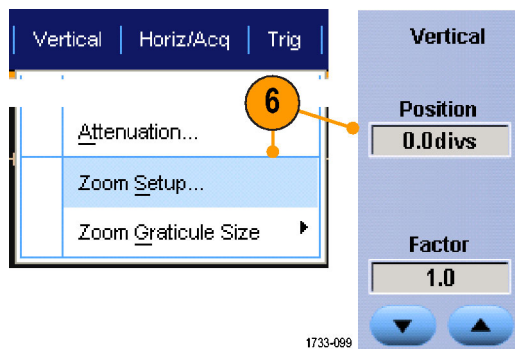 Vertical | Horiz/Acq | Trig
6
Attenuation...
Zoom Setup...
Zoom Graticule Size
Vertical
Position
0.0divs
Factor
1.0
1733-099